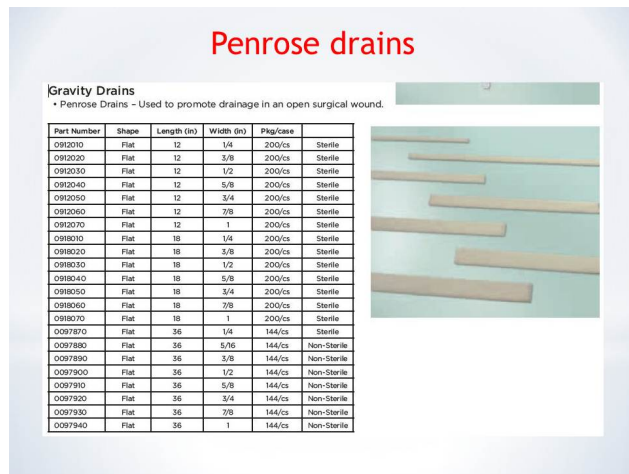 Penrose drains
Gravity Drains
• Penrose Drains – Used to promote drainage in an open surgical wound.
Part Number Shape Length (in) Width (in) Pkg/case
0912010 Flat 12 1/4 200/cs Sterile
0912020 Flat 12 3/8 200/cs Sterile
0912030 Flat 12 1/2 200/cs Sterile
0912040 Flat 12 5/8 200/cs Sterile
0912050 Flat 12 3/4 200/cs Sterile
0912060 Flat 12 7/8 200/cs Sterile
0912070 Flat 12 1 200/cs Sterile
0918010 Flat 18 1/4 200/cs Sterile
0918020 Flat 18 3/8 200/cs Sterile
0918030 Flat 18 1/2 200/cs Sterile
0918040 Flat 18 5/8 200/cs Sterile
0918050 Flat 18 3/4 200/cs Sterile
0918060 Flat 18 7/8 200/cs Sterile
0918070 Flat 18 1 200/cs Sterile
0097870 Flat 36 1/4 144/cs Sterile
0097880 Flat 36 5/16 144/cs Non-Sterile
0097890 Flat 36 3/8 144/cs Non-Sterile
0097900 Flat 36 1/2 144/cs Non-Sterile
0097910 Flat 36 5/8 144/cs Non-Sterile
0097920 Flat 36 3/4 144/cs Non-Sterile
0097930 Flat 36 7/8 144/cs Non-Sterile
0097940 Flat 36 1 144/cs Non-Sterile